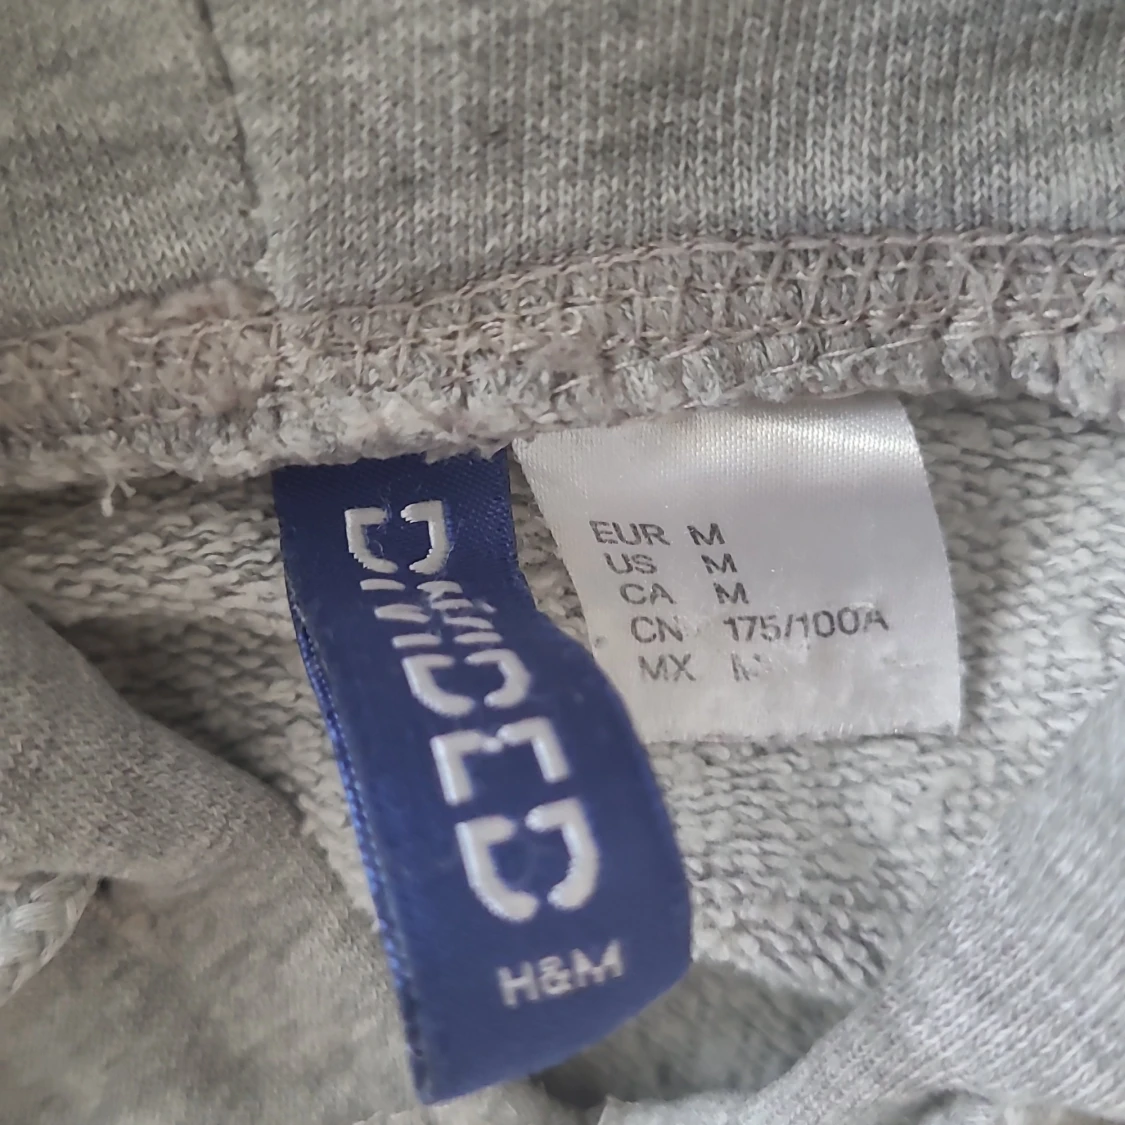 DIVIDED
H&M
EUR M
US M
CA M
CN 175/100A
MX M